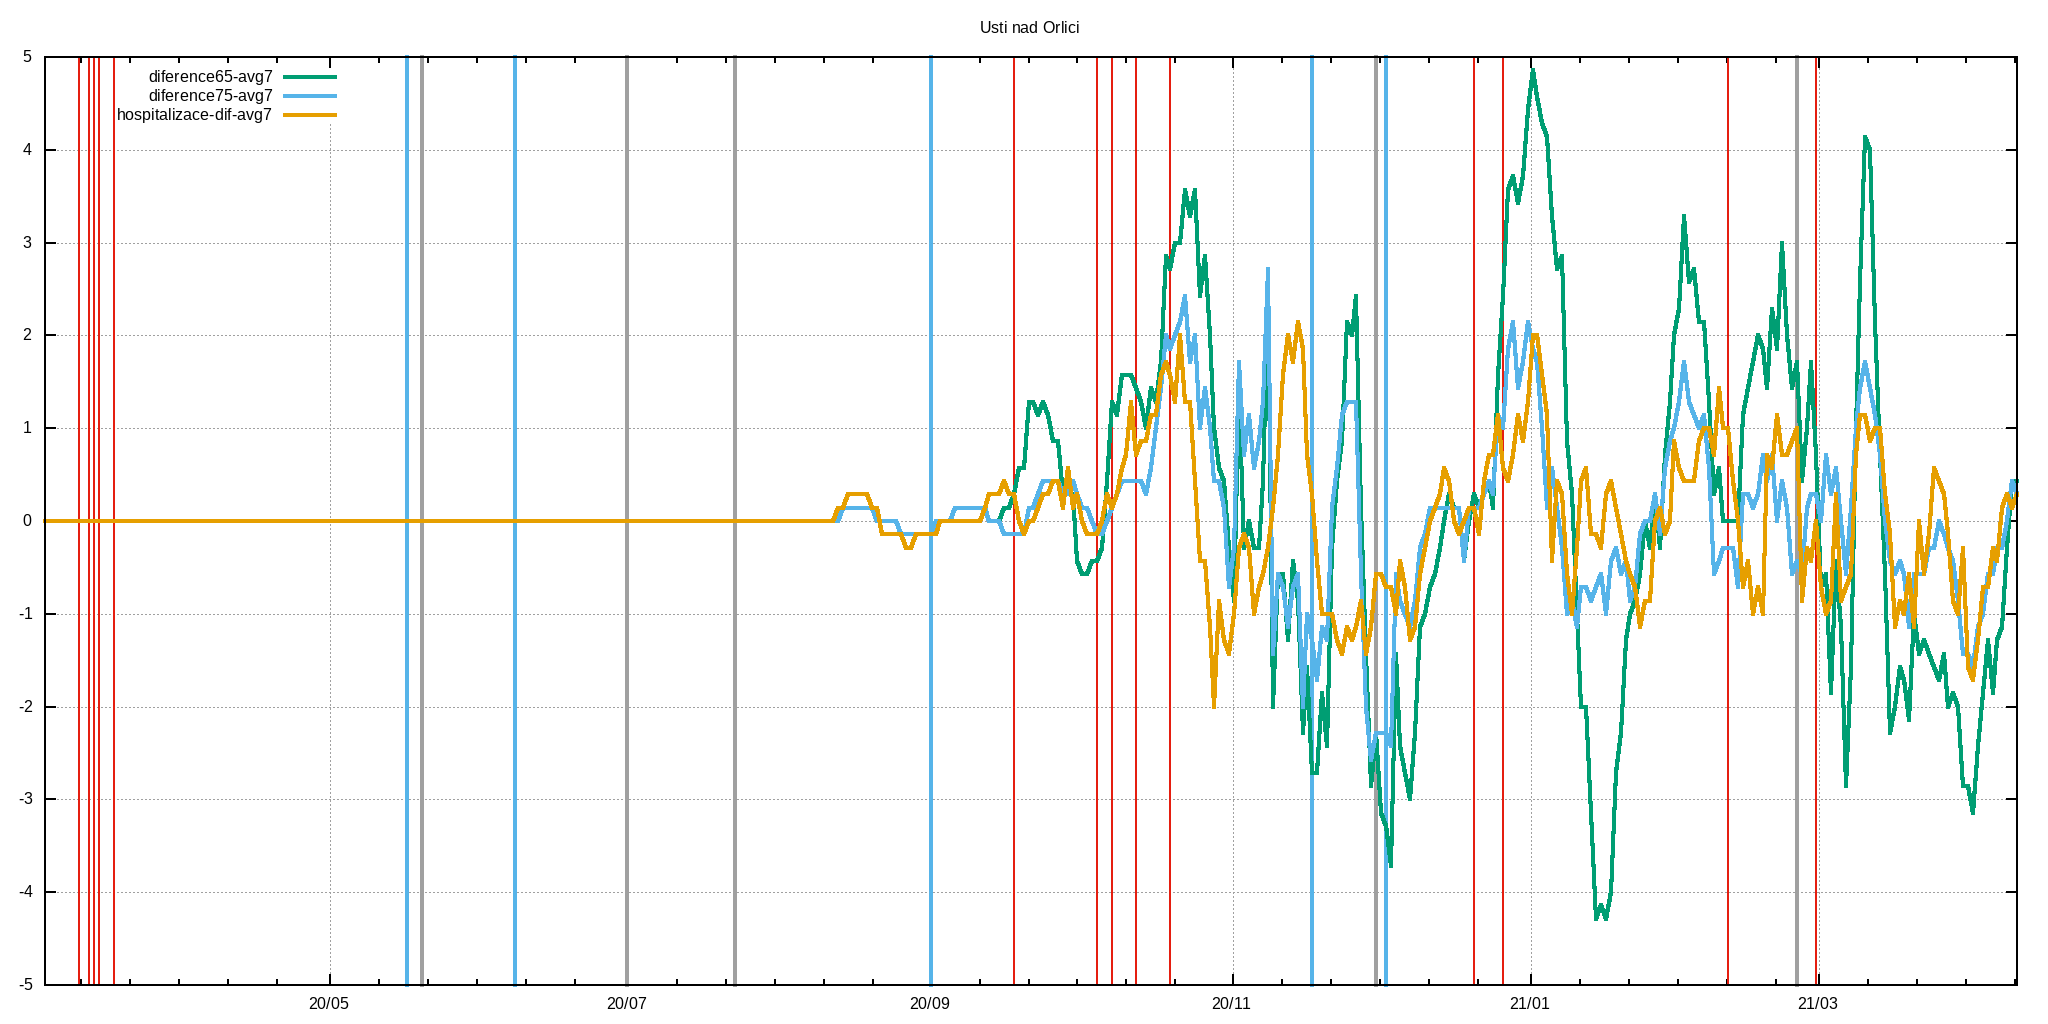 Usti nad Orlici
diference65-avg7
diference75-avg7
hospitalizace-dif-avg7
5
4
3
2
1
0
-1
-2
-3
-4
-5
20/05 20/07 20/09 20/11 21/01 21/03